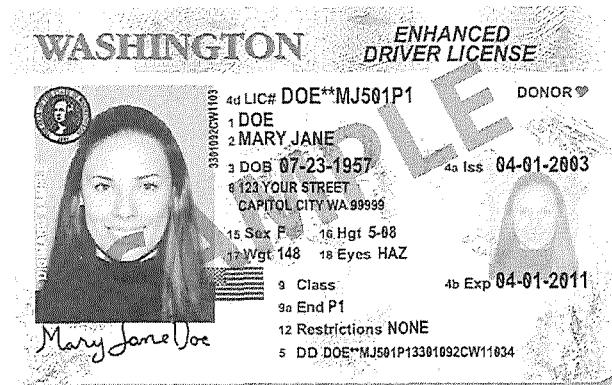 WASHINGTON
ENHANCED
DRIVER LICENSE
SAMPLE
3301092CW1103
4d LIC# DOE**MJ501P1
DONOR
1 DOE
2 MARY JANE
3 DOB 07-23-1957
4a Iss 04-01-2003
8 123 YOUR STREET
CAPITOL CITY WA 99999
15 Sex F 16 Hgt 5-08
17 Wgt 148 18 Eyes HAZ
9 Class
4b Exp 04-01-2011
9a End P1
12 Restrictions NONE
5 DD DOE**MJ501P13301092CW11034
Mary Jane Doe